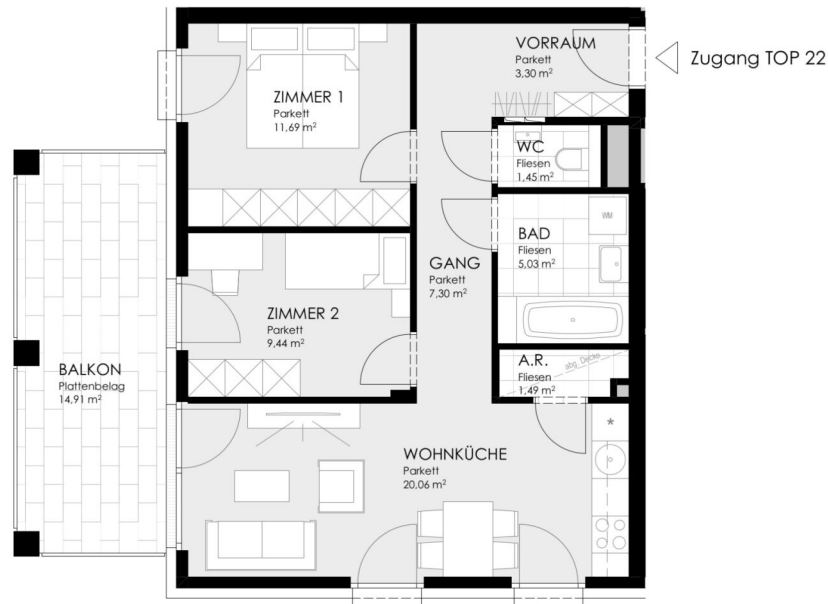 VORRAUM
Parkett
3,30 m²
Zugang TOP 22
ZIMMER 1
Parkett
11,69 m²
WC
Fliesen
1,45 m²
WM
BAD
Fliesen
5,03 m²
GANG
Parkett
7,30 m²
ZIMMER 2
Parkett
9,44 m²
A.R.
abg. Decke
Fliesen
1,49 m²
BALKON
Plattenbelag
14,91 m²
WOHNKÜCHE
Parkett
20,06 m²
*